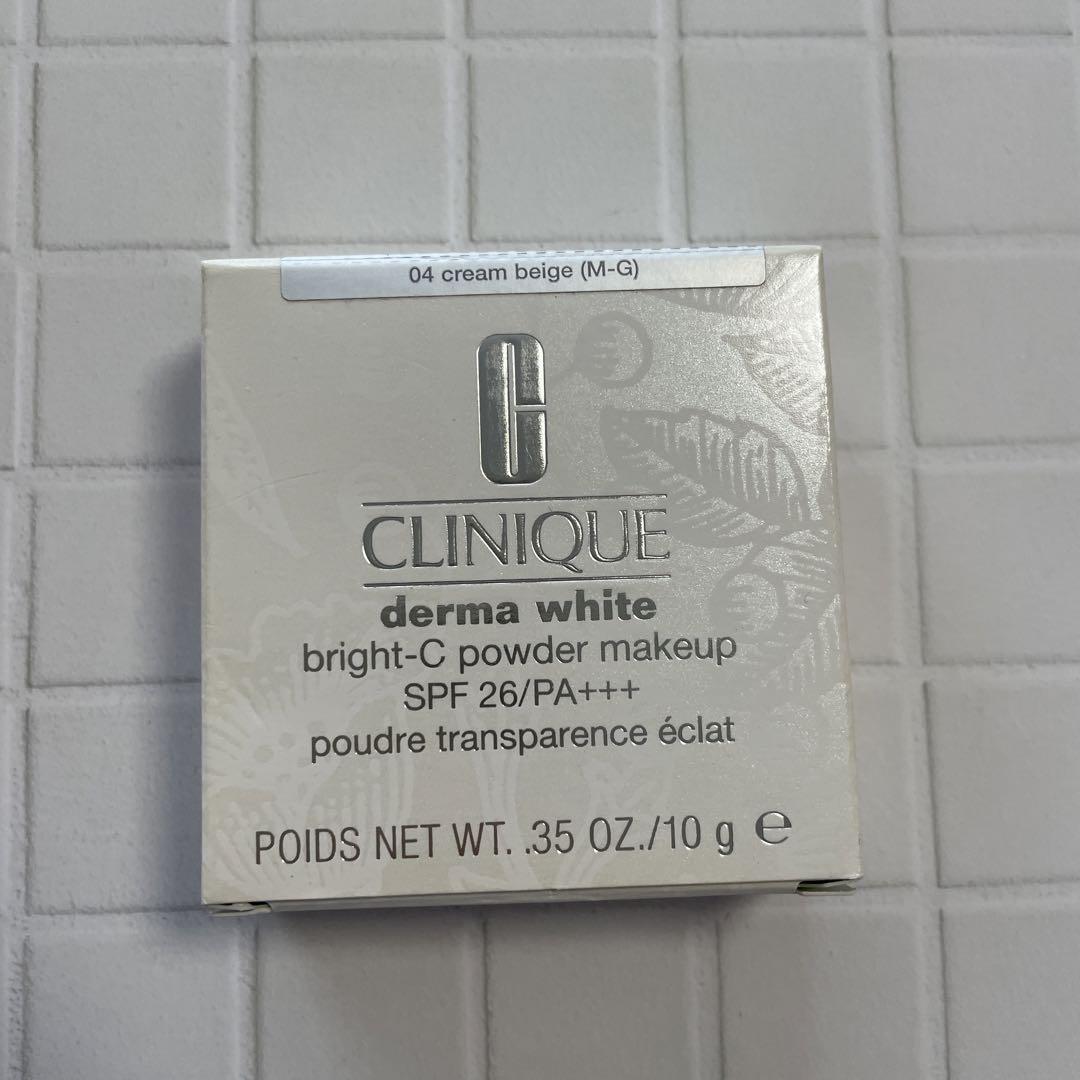 04 cream beige (M-G)
C
CLINIQUE
derma white
bright-C powder makeup
SPF 26/PA+++
poudre transparence éclat
POIDS NET WT. .35 OZ./10 g ℮